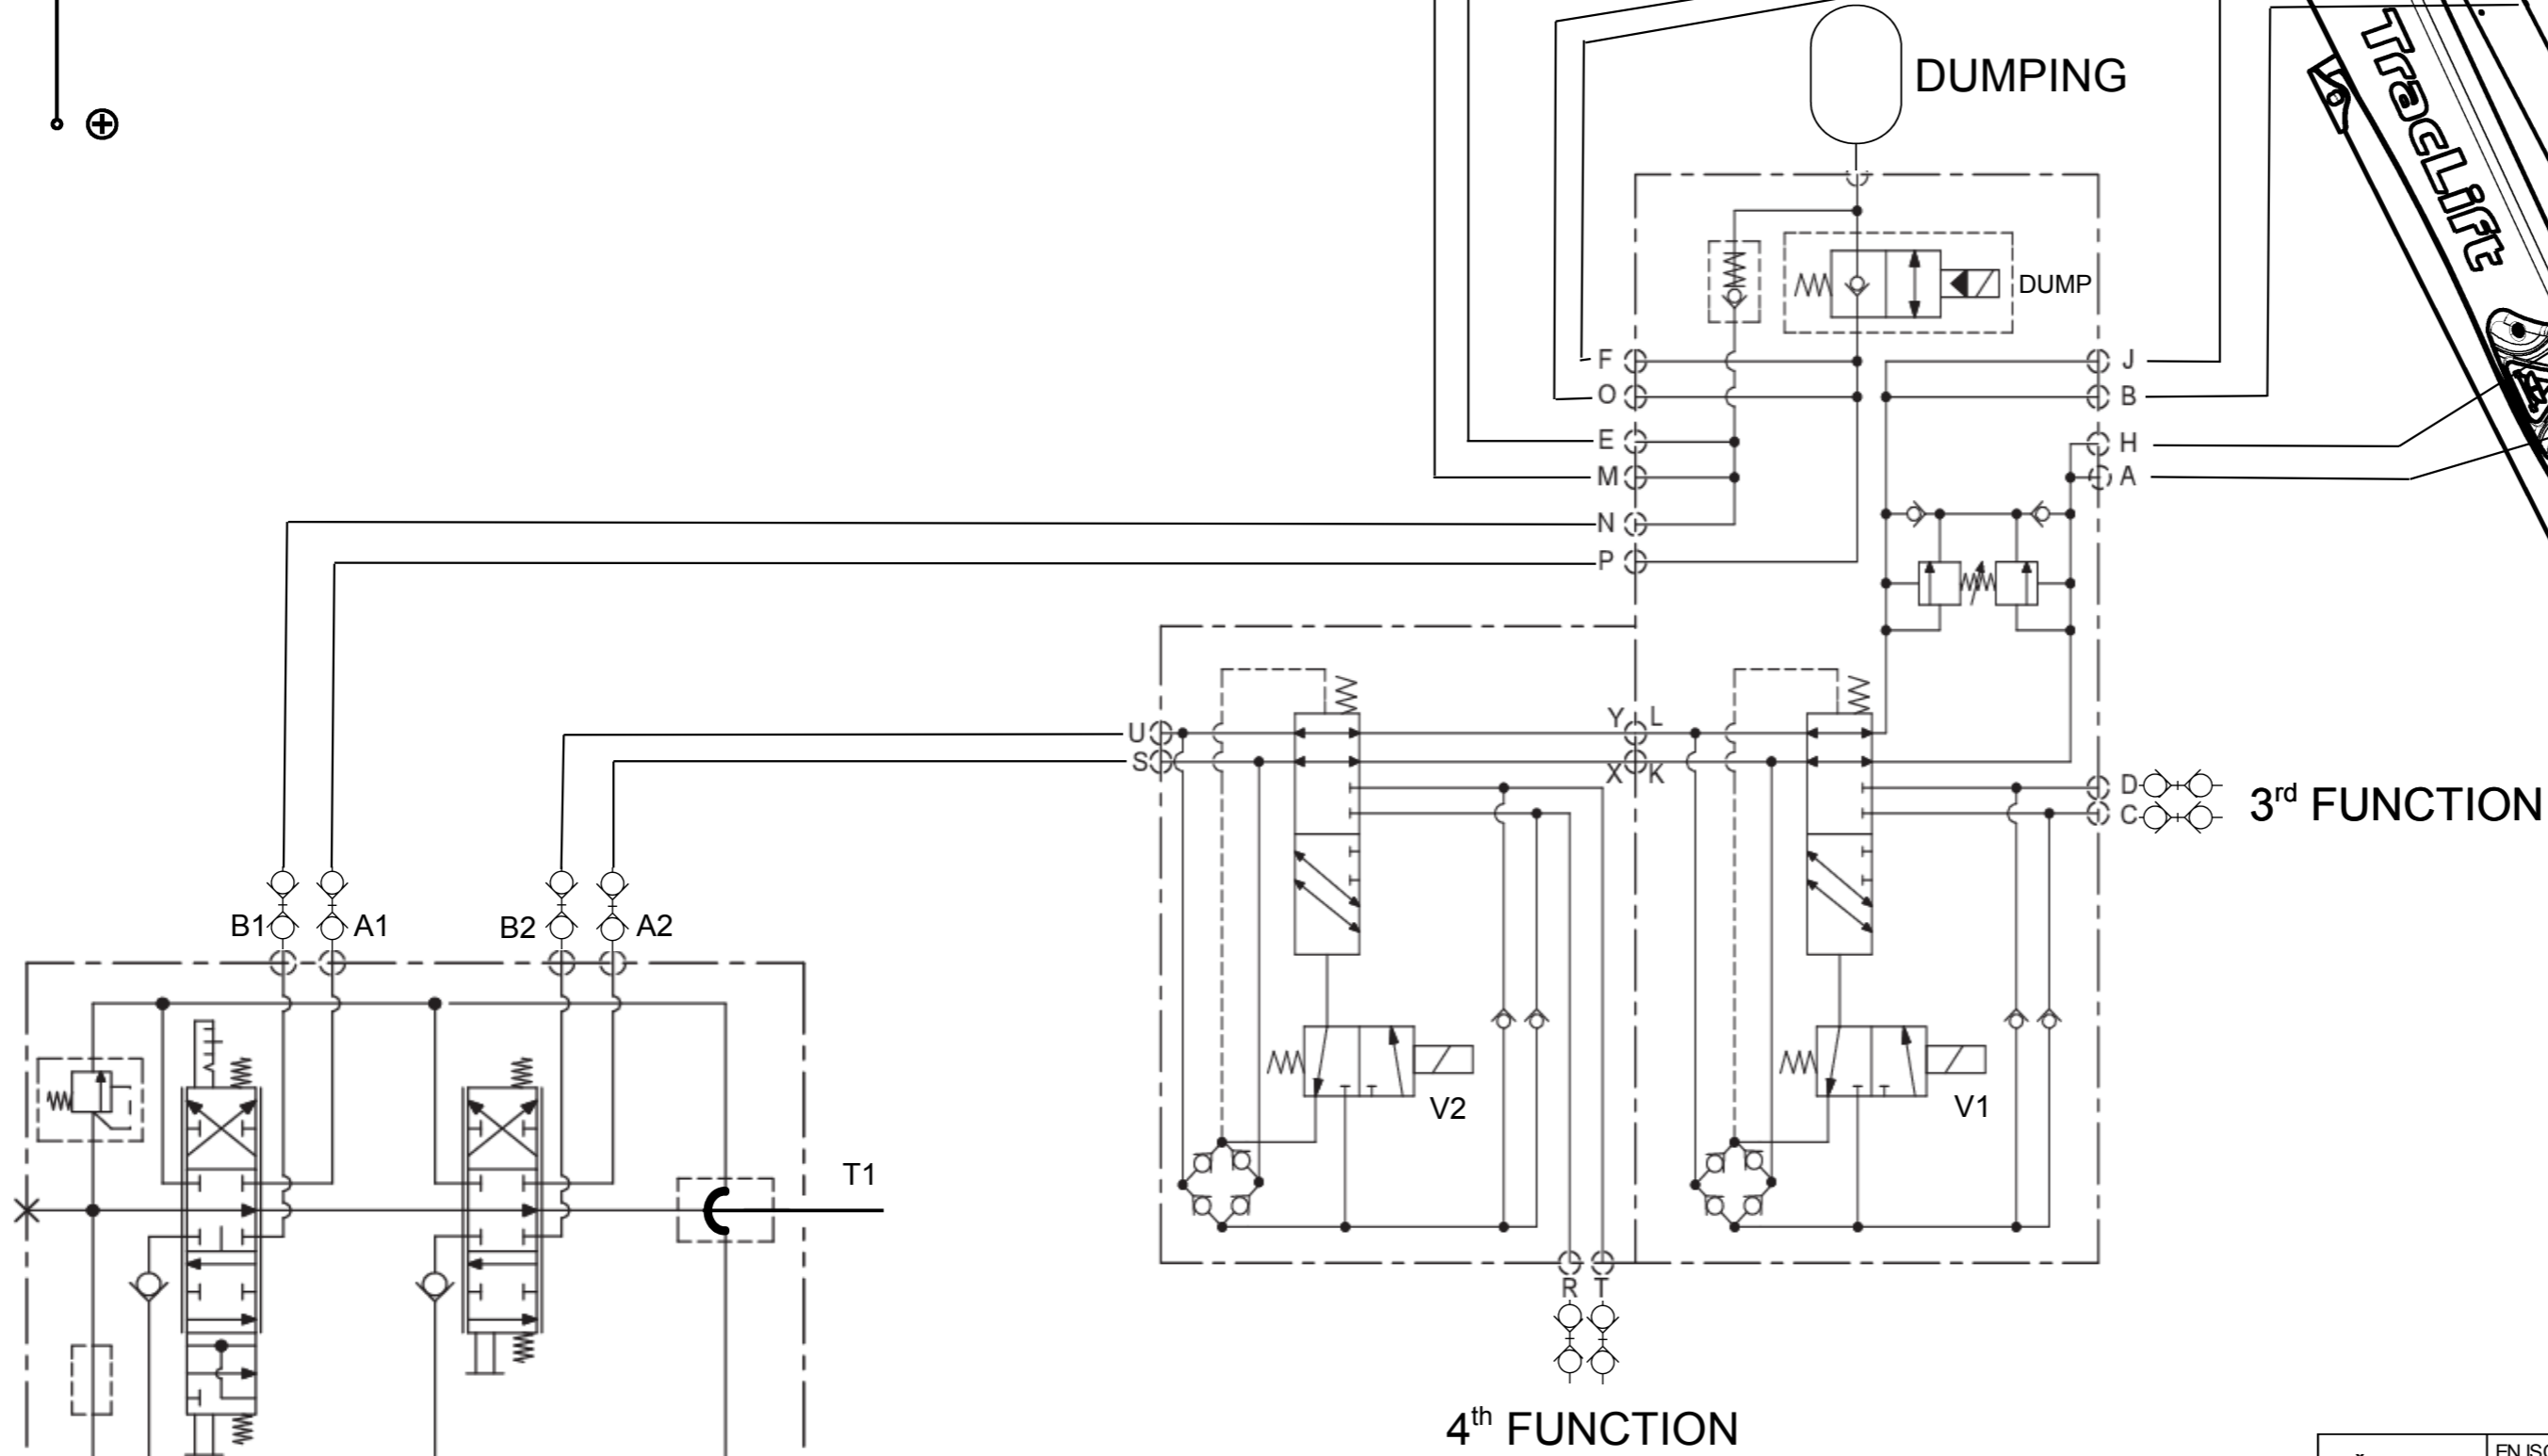 TracLift
DUMPING
DUMP
F
J
O
B
E
H
M
A
N
P
U
Y
L
S
X
K
D
C
3rd FUNCTION
B1
A1
B2
A2
V2
V1
T1
R
T
4th FUNCTION